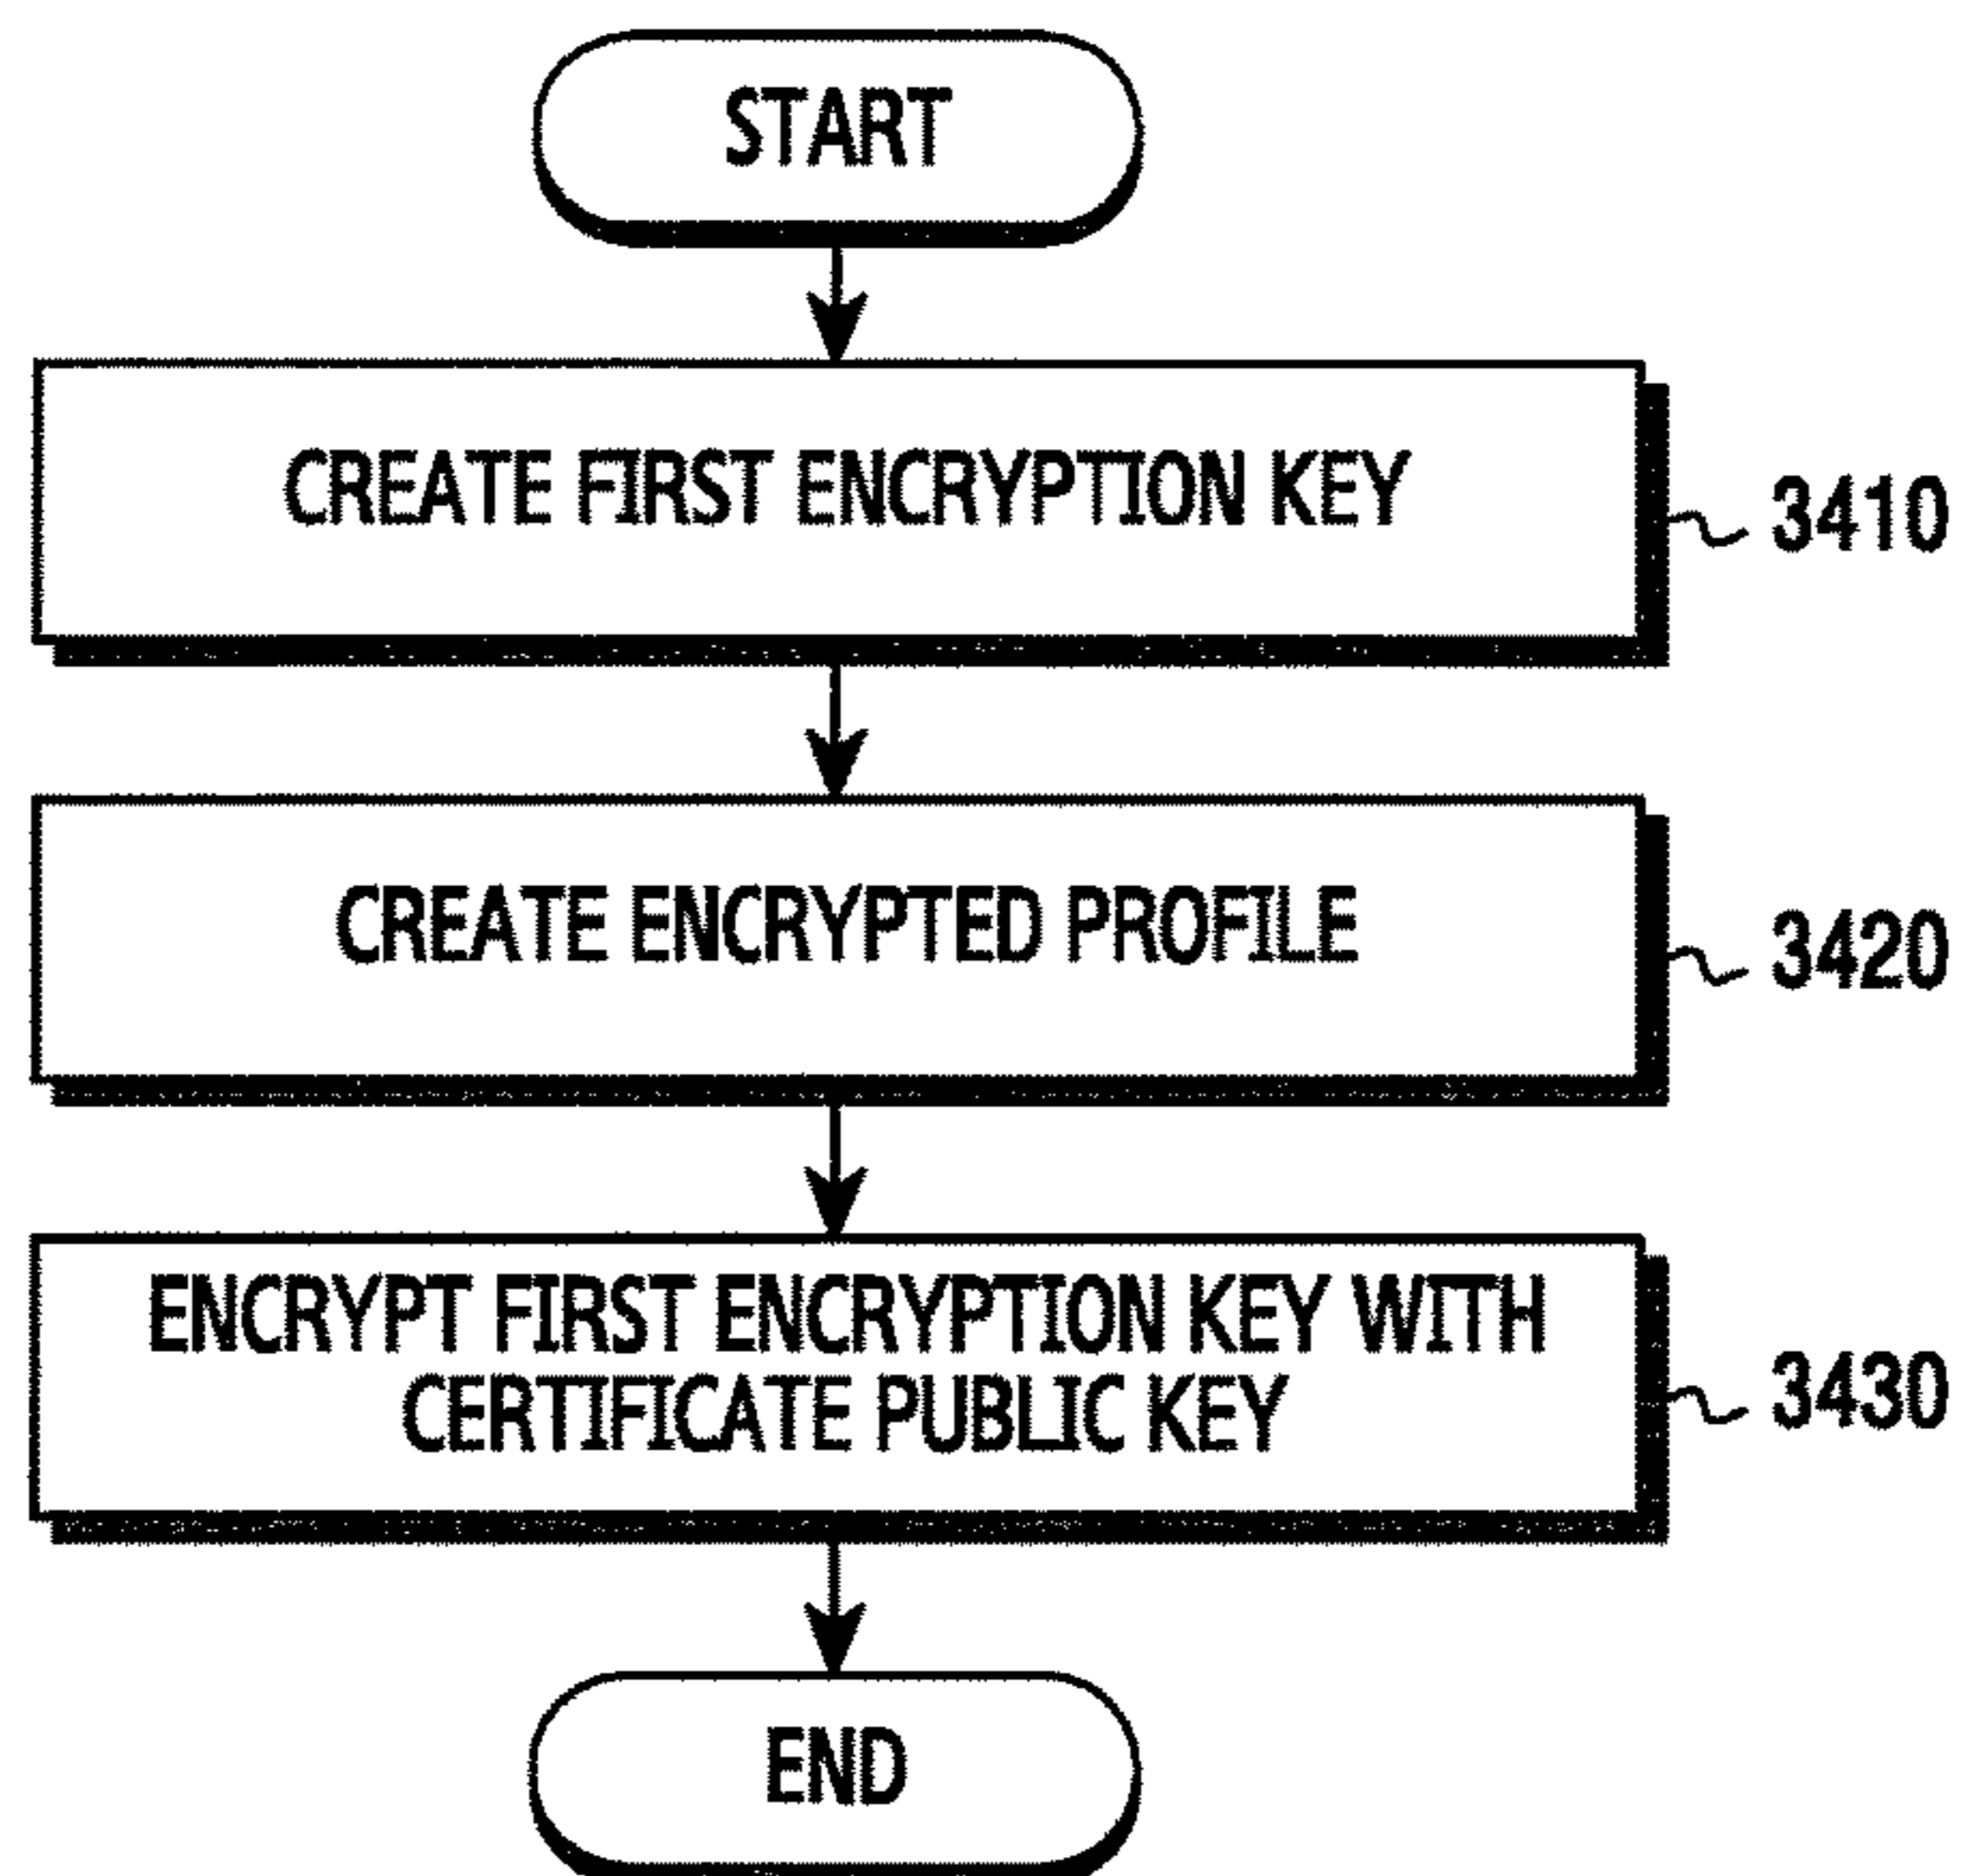 START
CREATE FIRST ENCRYPTION KEY
3410
CREATE ENCRYPTED PROFILE
3420
ENCRYPT FIRST ENCRYPTION KEY WITH
CERTIFICATE PUBLIC KEY
3430
END